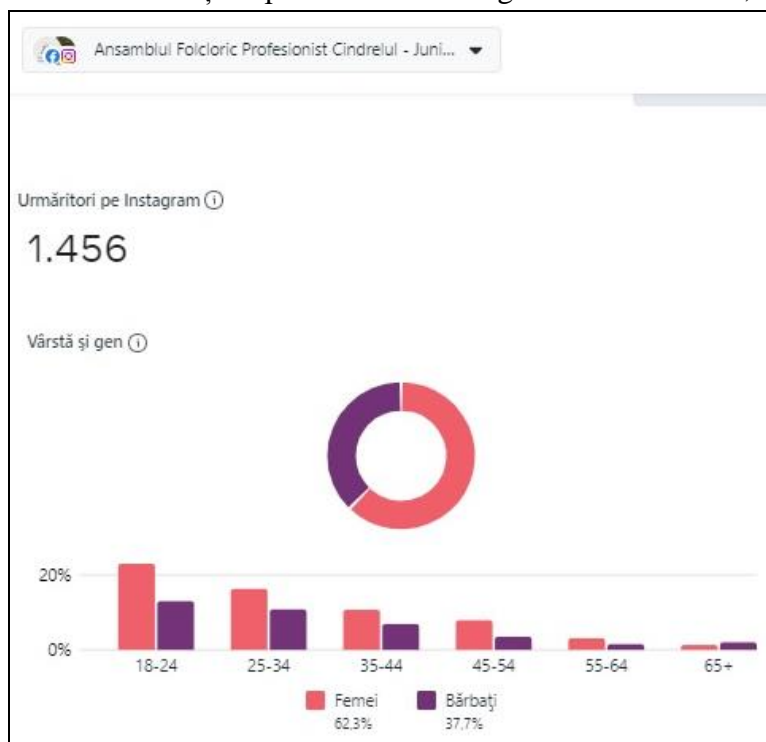 Ansamblul Folcloric Profesionist Cindrelul - Juni...
Urmăritori pe Instagram
1.456
Vârstă și gen
20%
0%
18-24 25-34 35-44 45-54 55-64 65+
Femei Bărbați
62,3% 37,7%